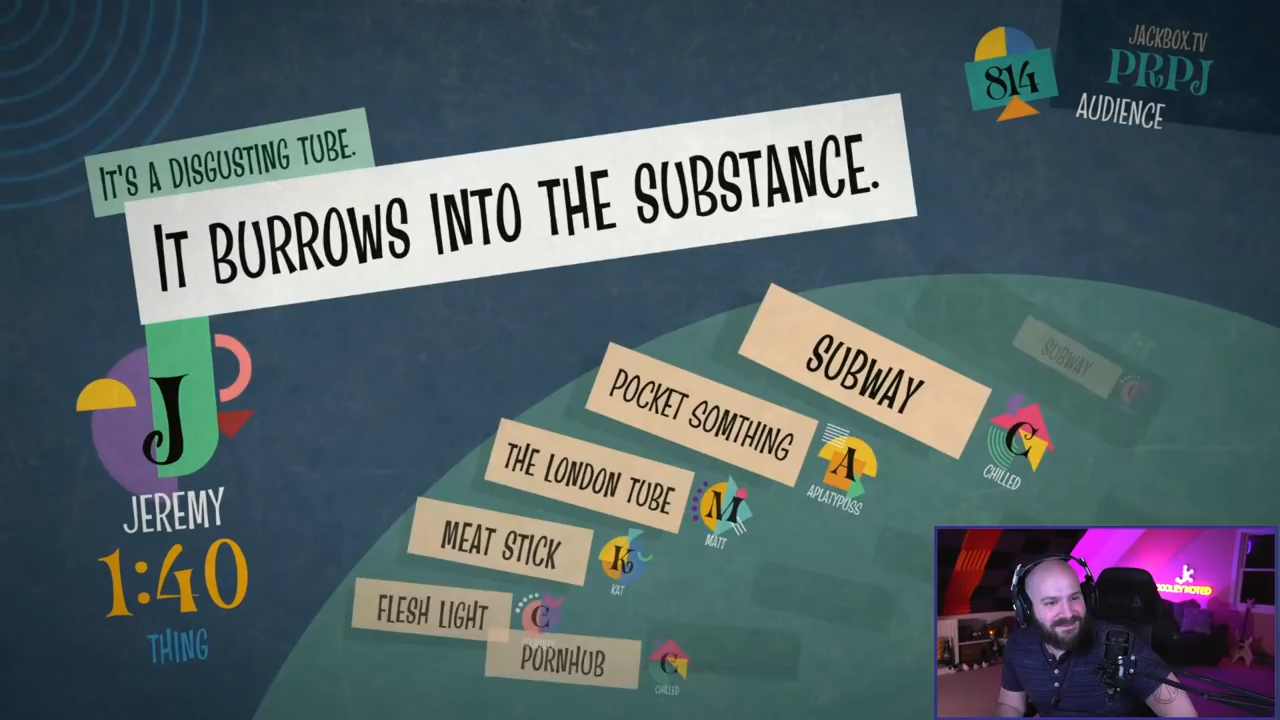 JACKBOX.TV
PRPJ
AUDIENCE
814
IT'S A DISGUSTING TUBE.
IT BURROWS INTO THE SUBSTANCE.
J
JEREMY
1:40
THING
SUBWAY
SUBWAY
C
CHILLED
POCKET SOMTHING
A
APLATYPUSS
THE LONDON TUBE
M
MATT
MEAT STICK
K
KAT
FLESH LIGHT
C
PORNHUB
C
CHILLED